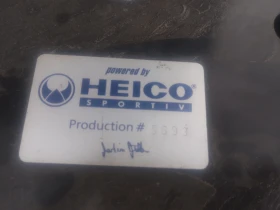 powered by
HEICO
SPORTIV
Production #